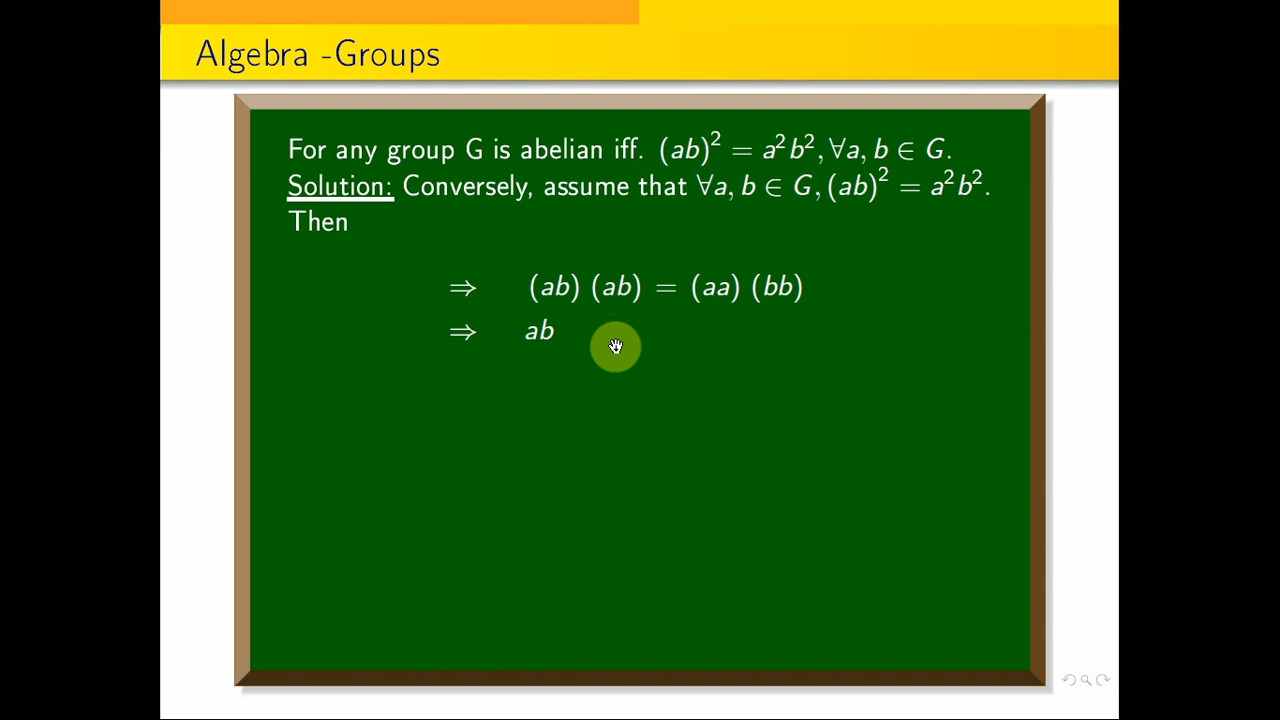 Algebra -Groups
For any group G is abelian iff. (ab)² = a²b², ∀a, b ∈ G.
Solution: Conversely, assume that ∀a, b ∈ G, (ab)² = a²b².
Then
⇒ (ab) (ab) = (aa) (bb)
⇒ ab